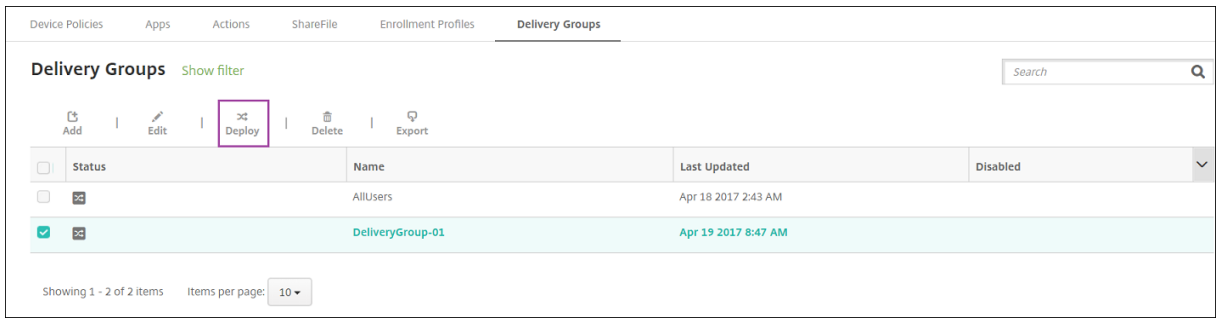 Device Policies Apps Actions ShareFile Enrollment Profiles Delivery Groups
Delivery Groups Show filter
Search
Add | Edit | Deploy | Delete | Export
Status Name Last Updated Disabled
AllUsers Apr 18 2017 2:43 AM
DeliveryGroup-01 Apr 19 2017 8:47 AM
Showing 1 - 2 of 2 items Items per page: 10